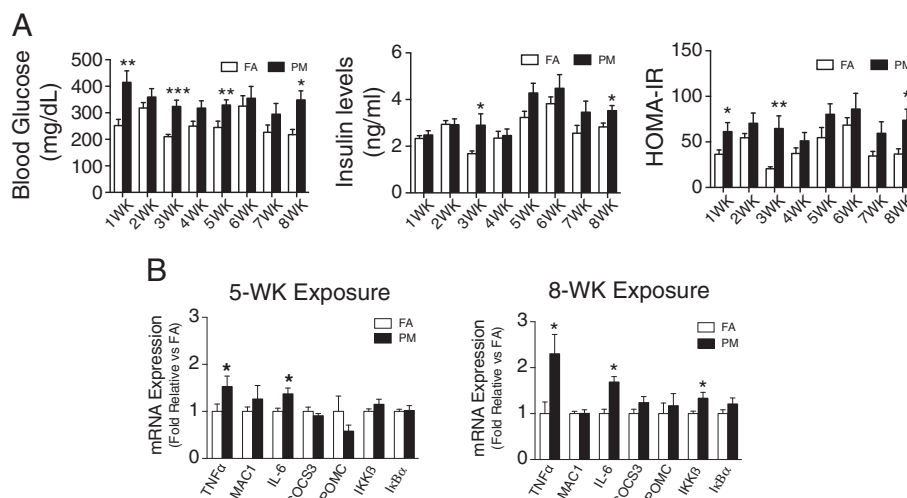 A
Blood Glucose
(mg/dL)
500
400
300
200
100
0
FA PM
** *** ** *
1WK 2WK 3WK 4WK 5WK 6WK 7WK 8WK
Insulin levels
(ng/ml)
6
4
2
0
FA PM
* *
1WK 2WK 3WK 4WK 5WK 6WK 7WK 8WK
HOMA-IR
150
100
50
0
FA PM
* ** *
1WK 2WK 3WK 4WK 5WK 6WK 7WK 8WK
B
5-WK Exposure
mRNA Expression
(Fold Relative vs FA)
3
2
1
0
FA
PM
* *
TNFα MAC1 IL-6 POMC IKKβ IκBα
8-WK Exposure
mRNA Expression
(Fold Relative vs FA)
3
2
1
0
FA
PM
* * *
TNFα MAC1 IL-6 POMC IKKβ IκBα